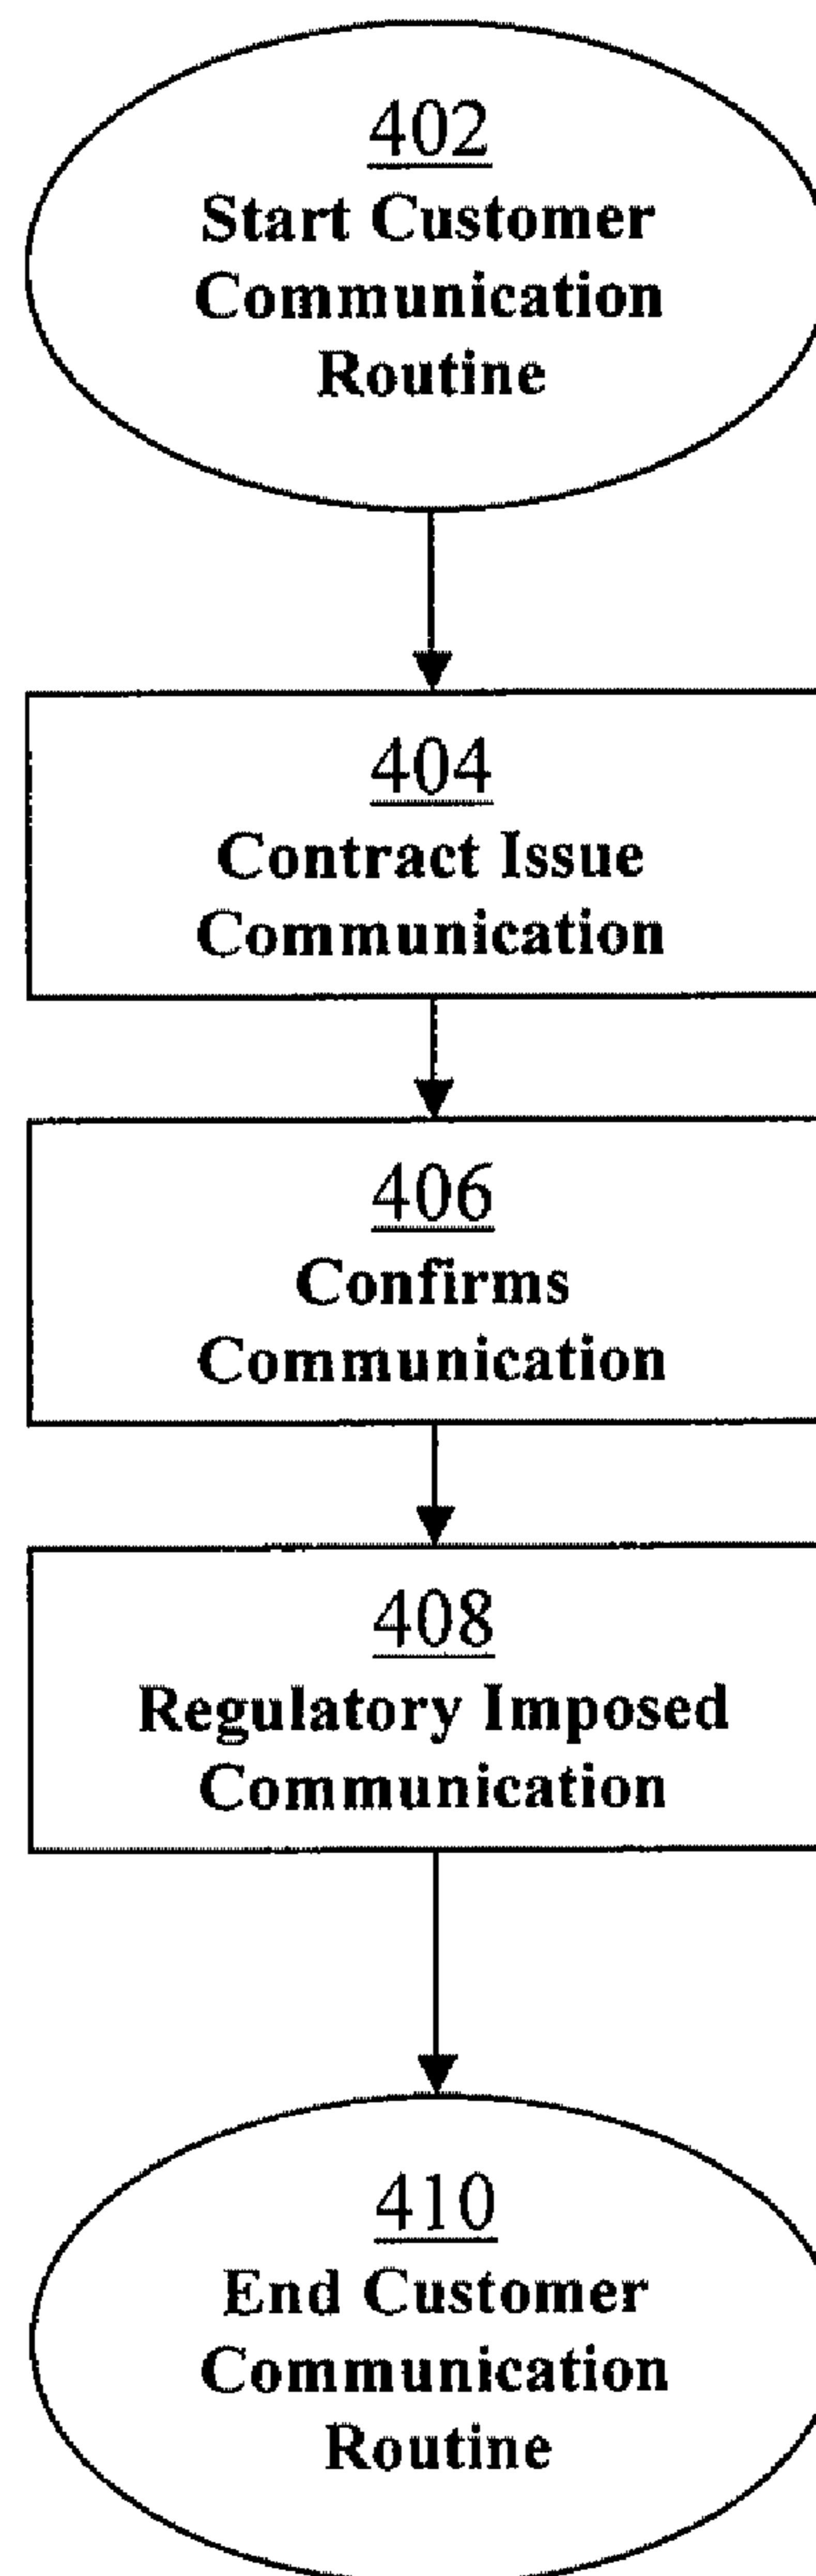 402
Start Customer
Communication
Routine
404
Contract Issue
Communication
406
Confirms
Communication
408
Regulatory Imposed
Communication
410
End Customer
Communication
Routine